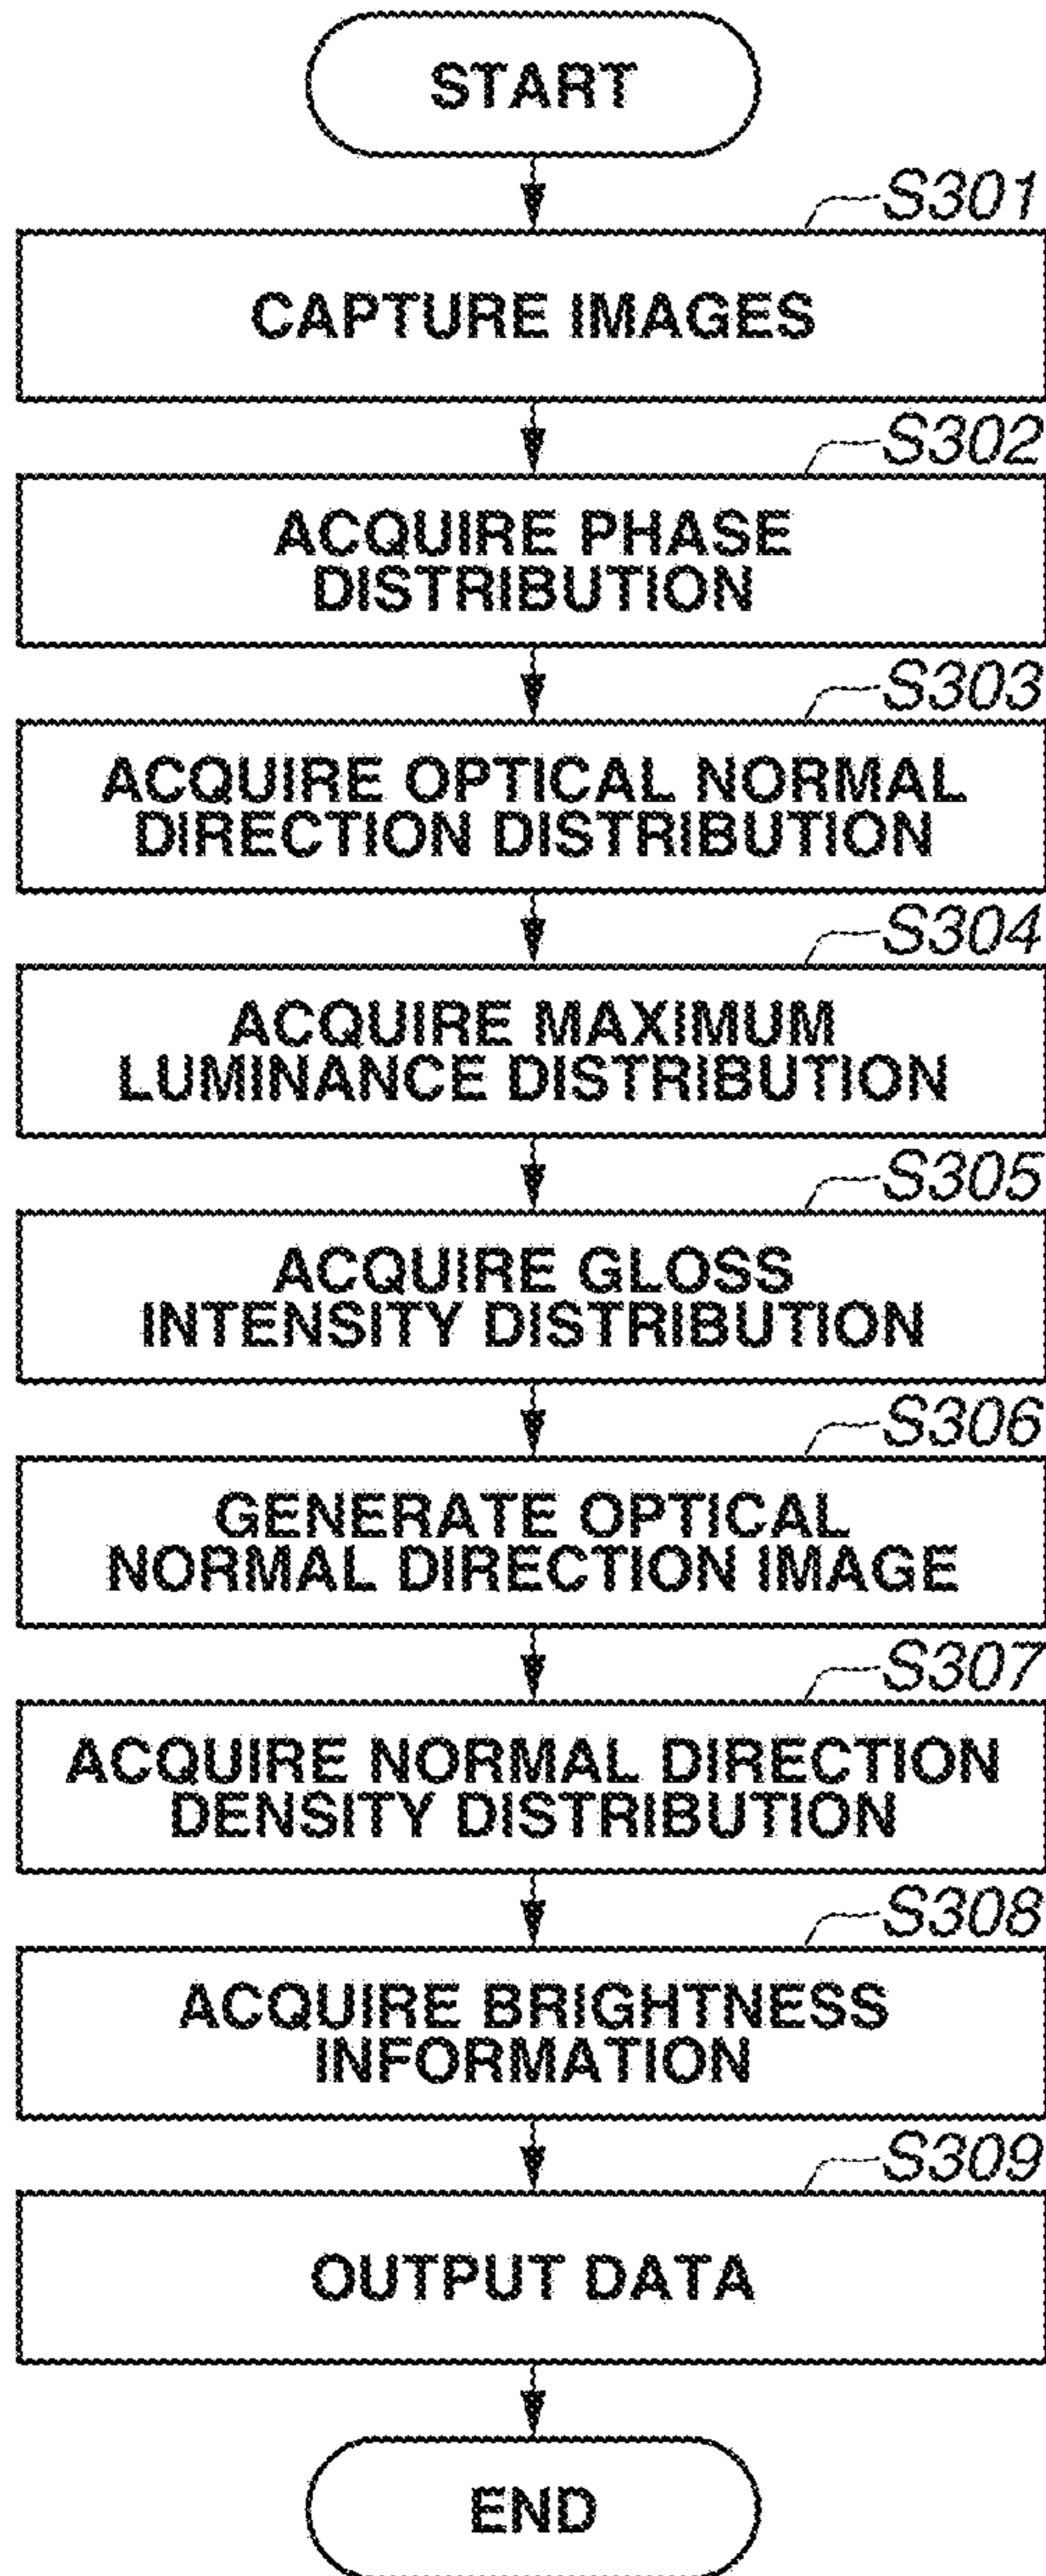 START
S301
CAPTURE IMAGES
S302
ACQUIRE PHASE
DISTRIBUTION
S303
ACQUIRE OPTICAL NORMAL
DIRECTION DISTRIBUTION
S304
ACQUIRE MAXIMUM
LUMINANCE DISTRIBUTION
S305
ACQUIRE GLOSS
INTENSITY DISTRIBUTION
S306
GENERATE OPTICAL
NORMAL DIRECTION IMAGE
S307
ACQUIRE NORMAL DIRECTION
DENSITY DISTRIBUTION
S308
ACQUIRE BRIGHTNESS
INFORMATION
S309
OUTPUT DATA
END